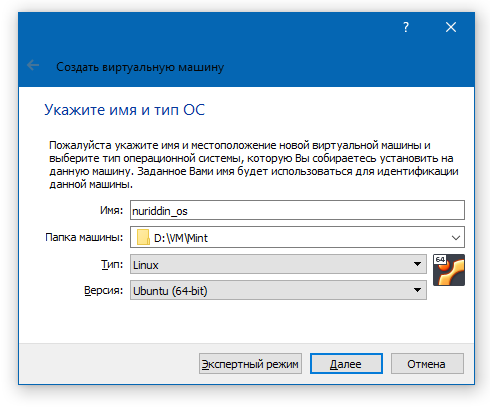 ?
Создать виртуальную машину
Укажите имя и тип ОС
Пожалуйста укажите имя и местоположение новой виртуальной машины и
выберите тип операционной системы, которую Вы собираетесь установить на
данную машину. Заданное Вами имя будет использоваться для идентификации
данной машины.
Имя: nuriddin_os
Папка машины: D:\VM\Mint
Тип: Linux
64
Версия: Ubuntu (64-bit)
Экспертный режим Далее Отмена